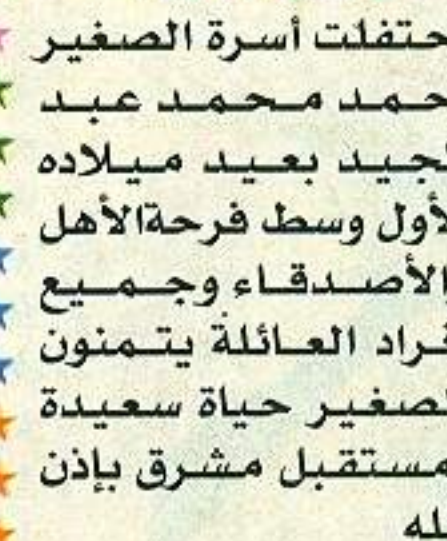 حتفلت أسرة الصغير
حمد محمد عبد
لجيد بعيد ميلاده
لأول وسط فرحةالأهل
الأصدقاء وجميع
فراد العائلة يتمنون
لصغير حياة سعيدة
مستقبل مشرق بإذن
لله